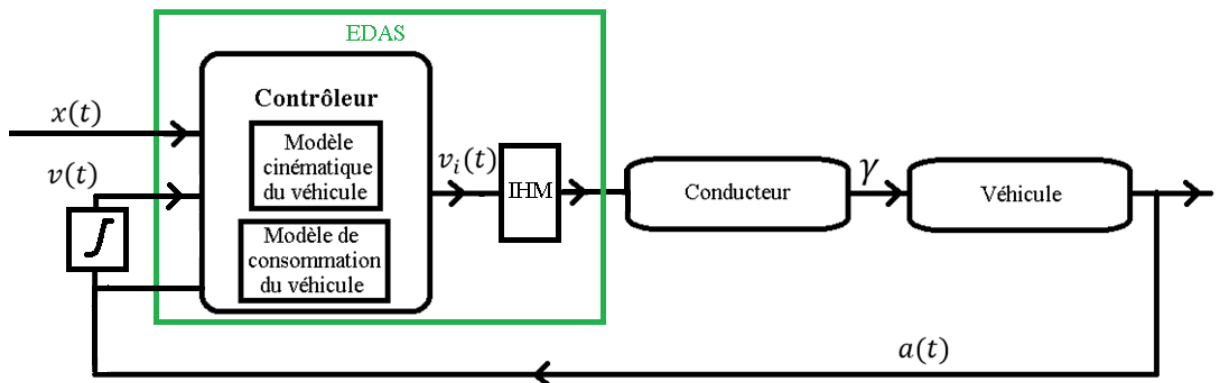 EDAS
x(t)
v(t)
∫
Contrôleur
Modèle
cinématique
du véhicule
Modèle de
consommation
du véhicule
v_i(t)
IHM
Conducteur
γ
Véhicule
a(t)